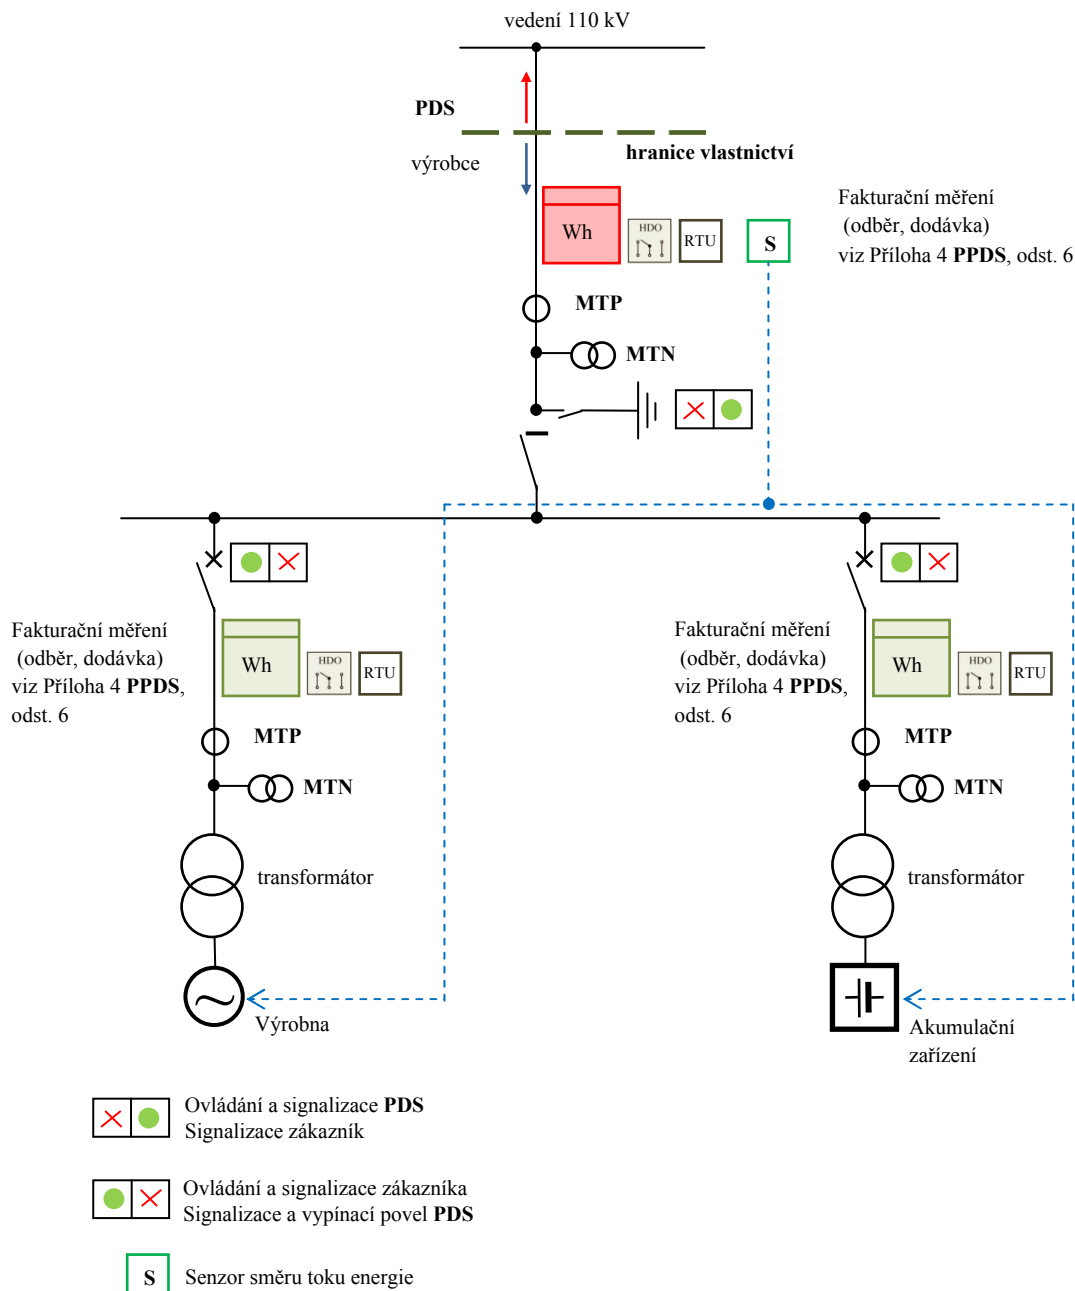 vedení 110 kV
PDS
výrobce
hranice vlastnictví
Wh
HDO
RTU
S
Fakturační měření
(odběr, dodávka)
viz Příloha 4 PPDS, odst. 6
MTP
MTN
Fakturační měření
(odběr, dodávka)
viz Příloha 4 PPDS,
odst. 6
Wh
HDO
RTU
MTP
MTN
transformátor
Výrobna
Fakturační měření
(odběr, dodávka)
viz Příloha 4 PPDS,
odst. 6
Wh
HDO
RTU
MTP
MTN
transformátor
Akumulační
zařízení
Ovládání a signalizace PDS
Signalizace zákazník
Ovládání a signalizace zákazníka
Signalizace a vypínací povel PDS
S
Senzor směru toku energie